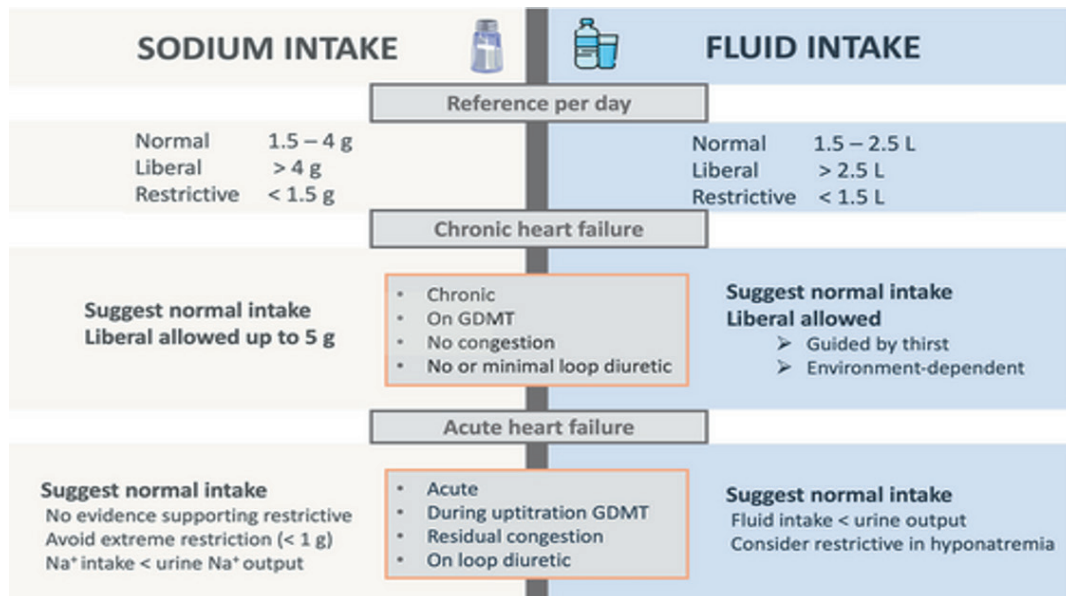 SODIUM INTAKE
FLUID INTAKE
Reference per day
Normal 1.5 – 4 g
Liberal > 4 g
Restrictive < 1.5 g
Normal 1.5 – 2.5 L
Liberal > 2.5 L
Restrictive < 1.5 L
Chronic heart failure
Suggest normal intake
Liberal allowed up to 5 g
• Chronic
• On GDMT
• No congestion
• No or minimal loop diuretic
Suggest normal intake
Liberal allowed
➢ Guided by thirst
➢ Environment-dependent
Acute heart failure
Suggest normal intake
No evidence supporting restrictive
Avoid extreme restriction (< 1 g)
Na⁺ intake < urine Na⁺ output
• Acute
• During uptitration GDMT
• Residual congestion
• On loop diuretic
Suggest normal intake
Fluid intake < urine output
Consider restrictive in hyponatremia